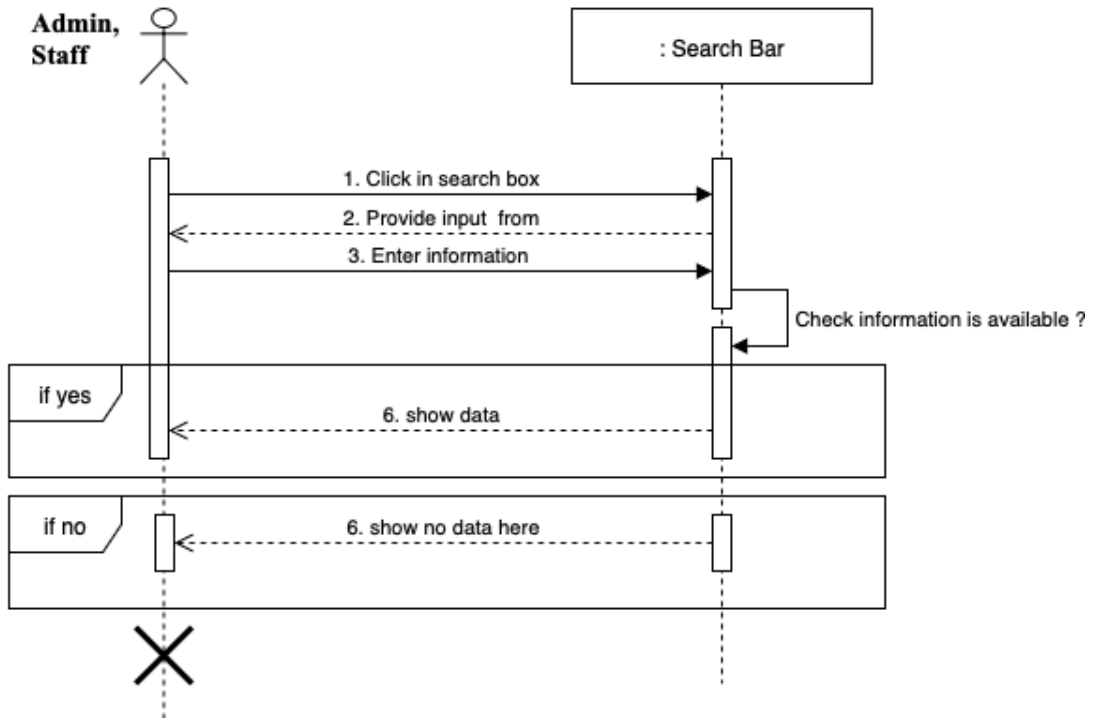 Admin,
Staff
: Search Bar
1. Click in search box
2. Provide input from
3. Enter information
Check information is available ?
if yes
6. show data
if no
6. show no data here